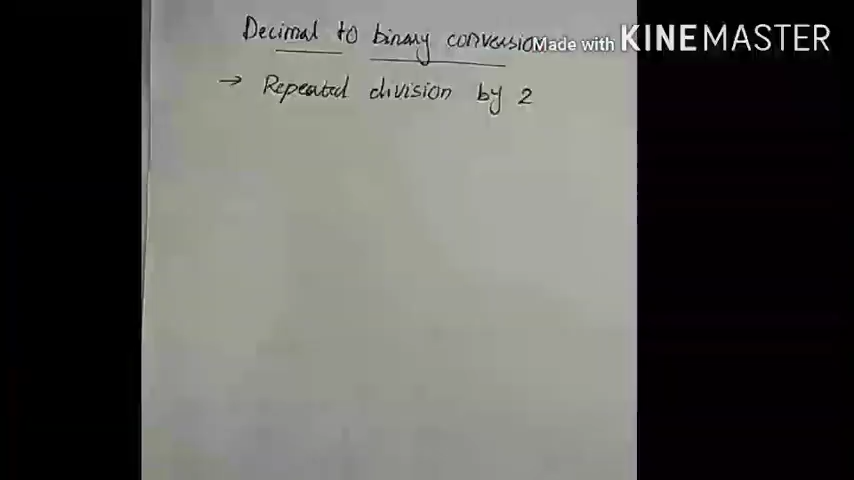 Decimal to binary conversion
Made with KINEMASTER
→ Repeated division by 2